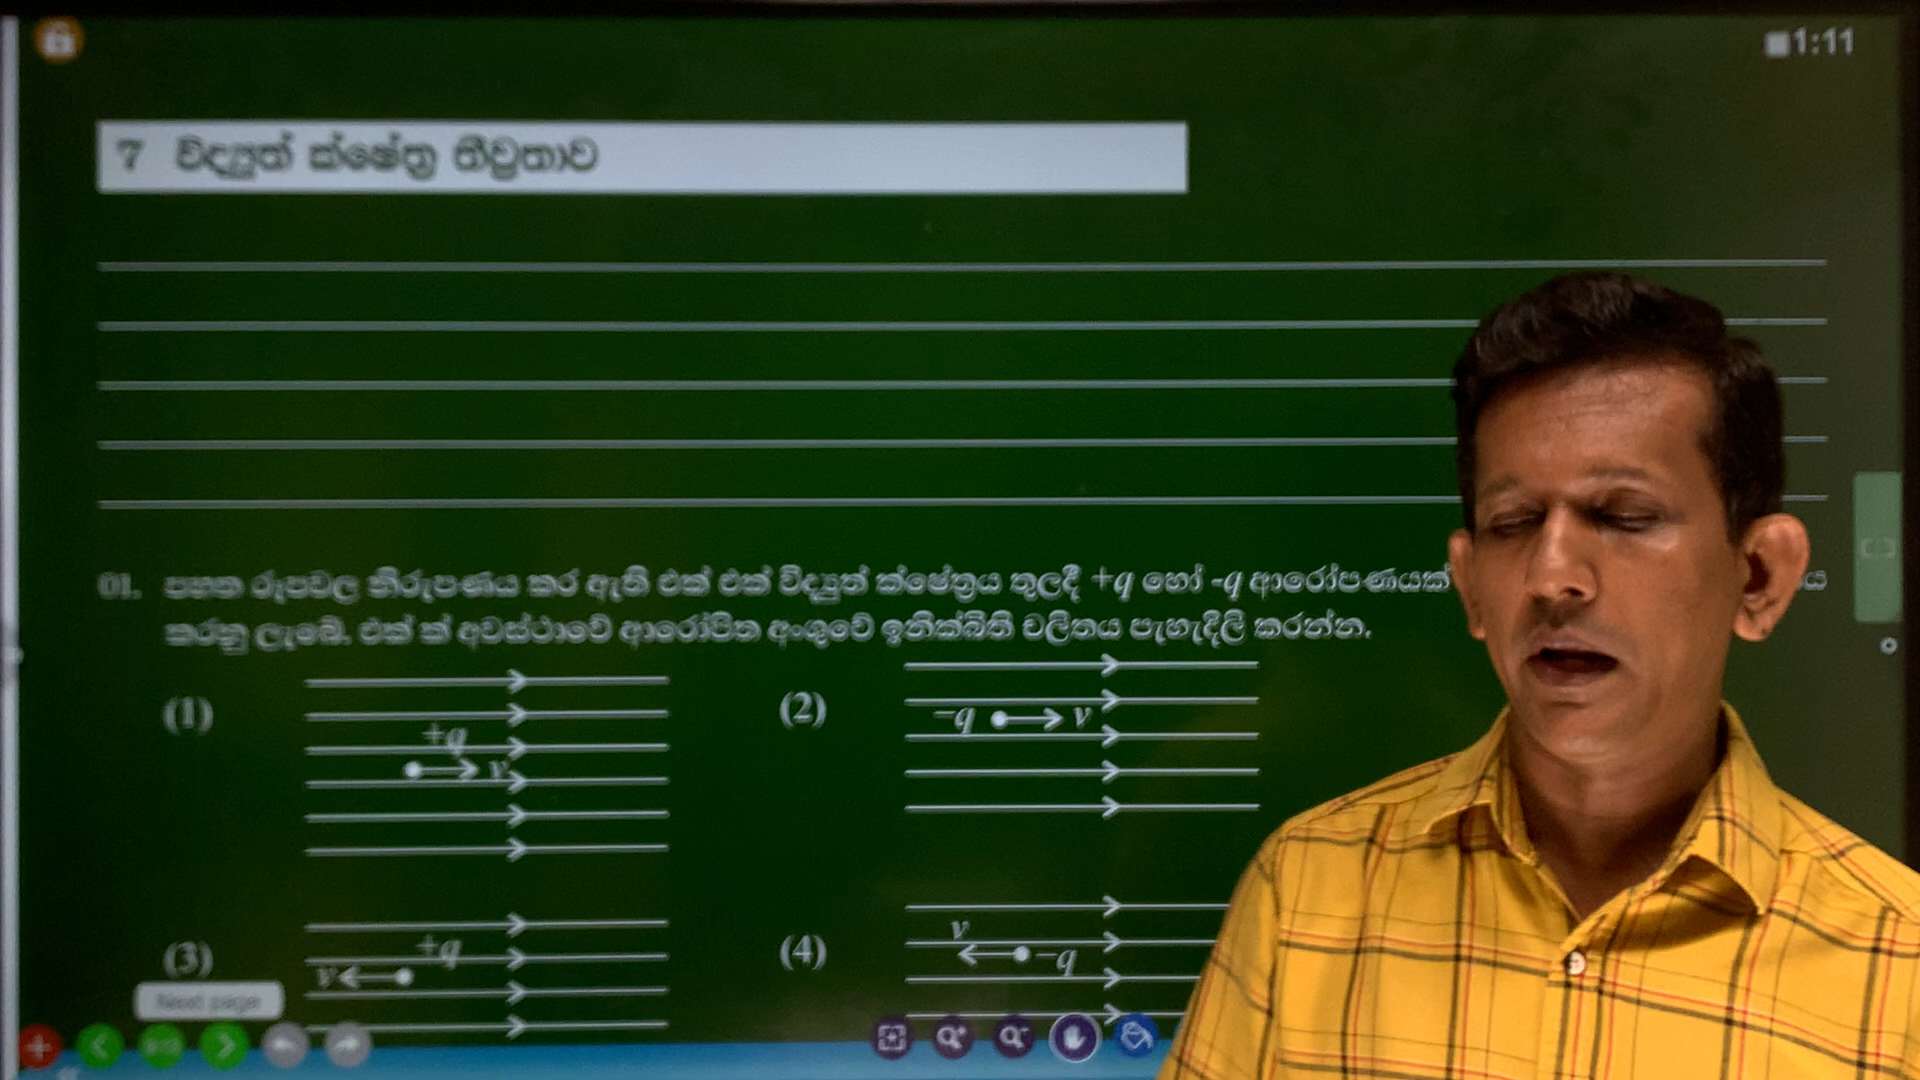 1:11
7 විද්‍යුත් ක්ෂේත්‍ර තීව්‍රතාව
01. පහත රූපවල නිරුපණය කර ඇති එක් එක් විද්‍යුත් ක්ෂේත්‍රය තුලදී +q හෝ -q ආරෝපණයක්
කරනු ලැබේ. එක් ක් අවස්ථාවේ ආරෝපිත අංශුවේ ඉතික්බිති චලිතය පැහැදිලි කරන්න.
(1) +q v
(2) −q v
(3) +q v
(4) v −q
Next page